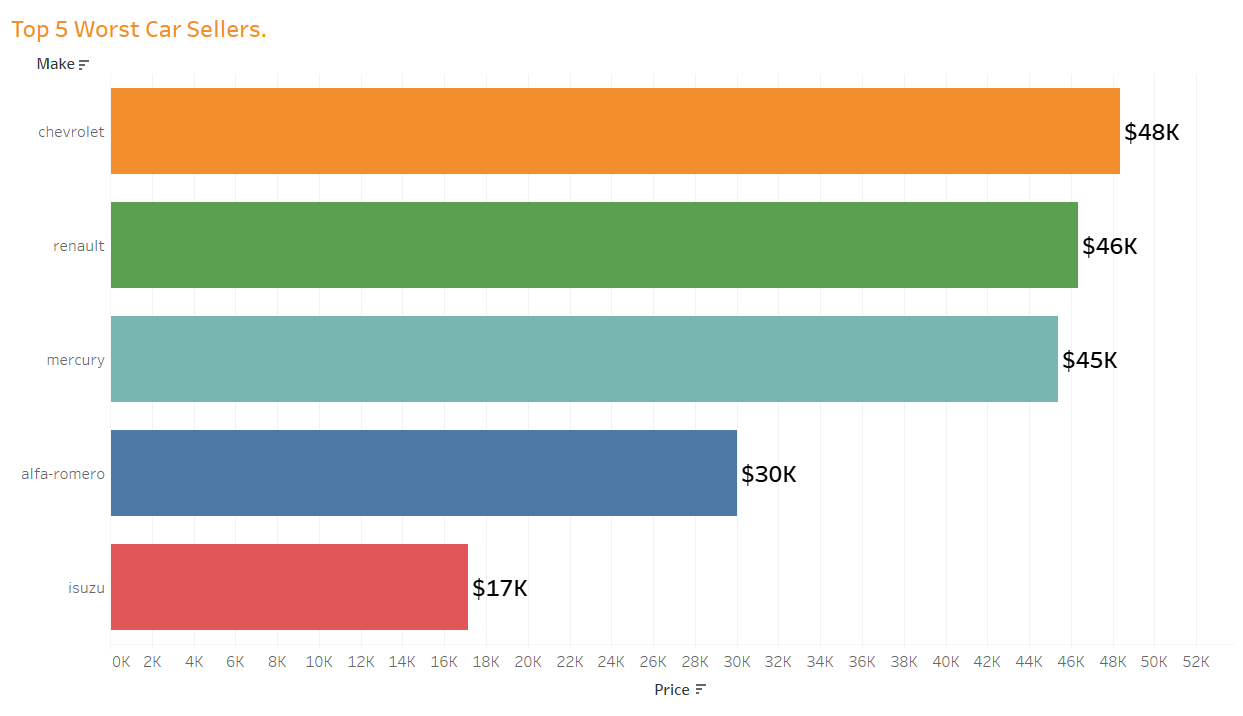 Top 5 Worst Car Sellers.
Make
chevrolet $48K
renault $46K
mercury $45K
alfa-romero $30K
isuzu $17K
0K 2K 4K 6K 8K 10K 12K 14K 16K 18K 20K 22K 24K 26K 28K 30K 32K 34K 36K 38K 40K 42K 44K 46K 48K 50K 52K
Price